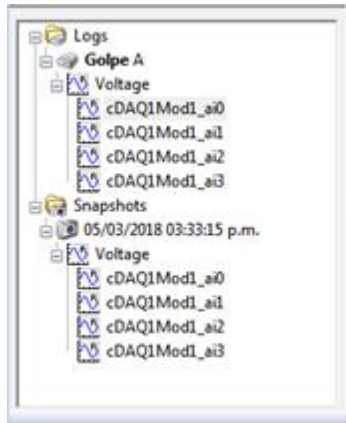 Logs
Golpe A
Voltage
cDAQ1Mod1_ai0
cDAQ1Mod1_ai1
cDAQ1Mod1_ai2
cDAQ1Mod1_ai3
Snapshots
05/03/2018 03:33:15 p.m.
Voltage
cDAQ1Mod1_ai0
cDAQ1Mod1_ai1
cDAQ1Mod1_ai2
cDAQ1Mod1_ai3